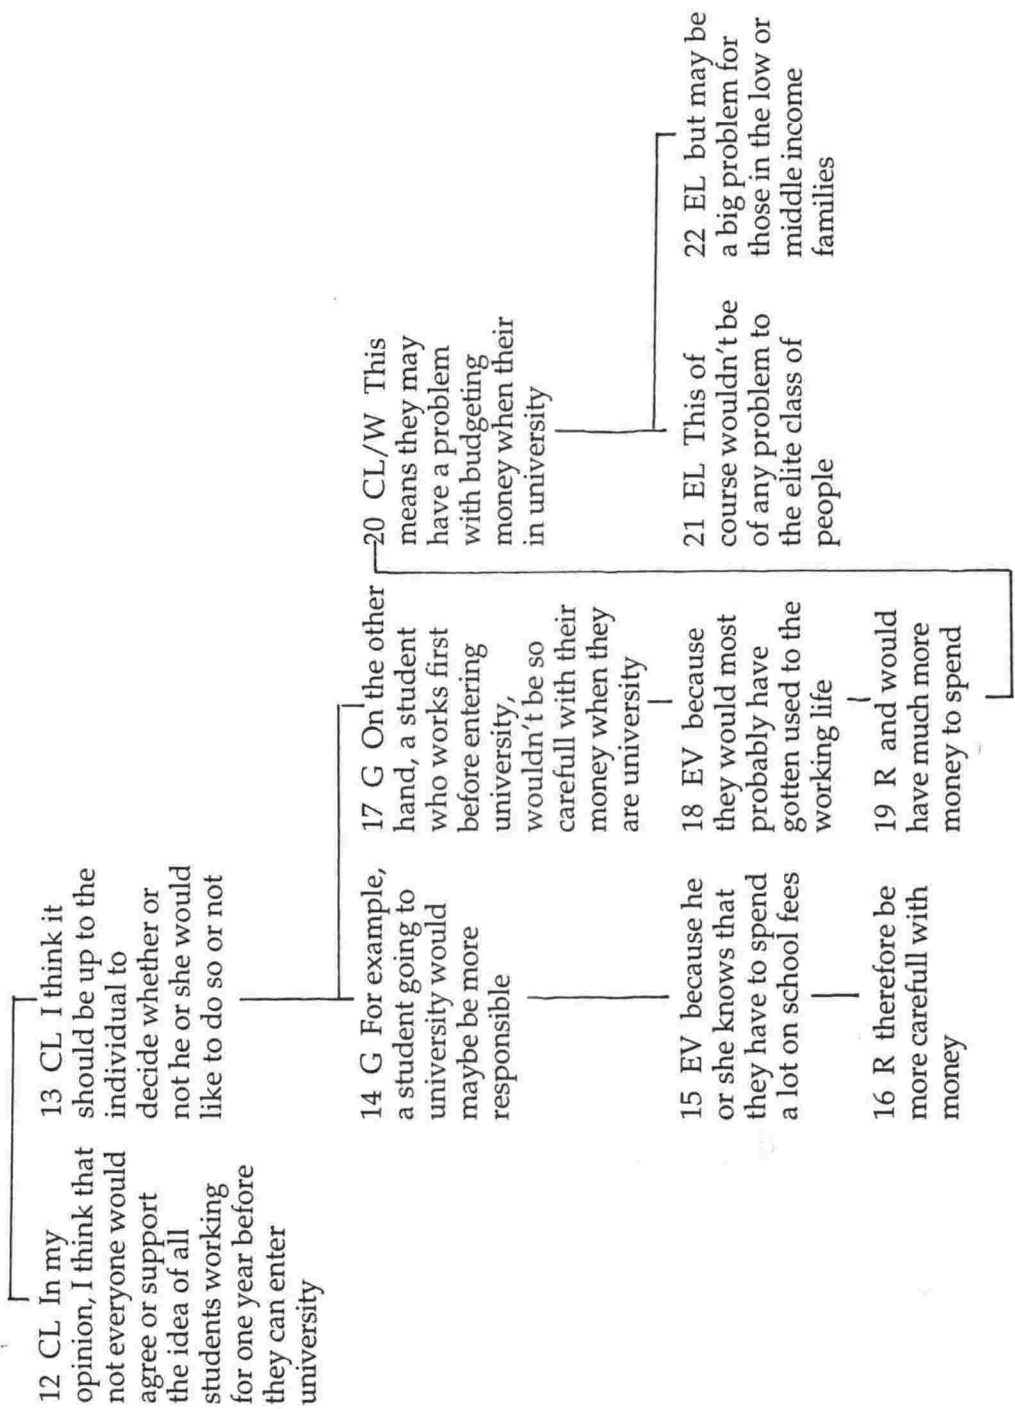 12 CL In my
opinion, I think that
not everyone would
agree or support
the idea of all
students working
for one year before
they can enter
university
13 CL I think it
should be up to the
individual to
decide whether or
not he or she would
like to do so or not
14 G For example,
a student going to
university would
maybe be more
responsible
15 EV because he
or she knows that
they have to spend
a lot on school fees
16 R therefore be
more carefull with
money
17 G On the other
hand, a student
who works first
before entering
university,
wouldn't be so
carefull with their
money when they
are university
18 EV because
they would most
probably have
gotten used to the
working life
19 R and would
have much more
money to spend
20 CL/W This
means they may
have a problem
with budgeting
money when their
in university
21 EL This of
course wouldn't be
of any problem to
the elite class of
people
22 EL but may be
a big problem for
those in the low or
middle income
families